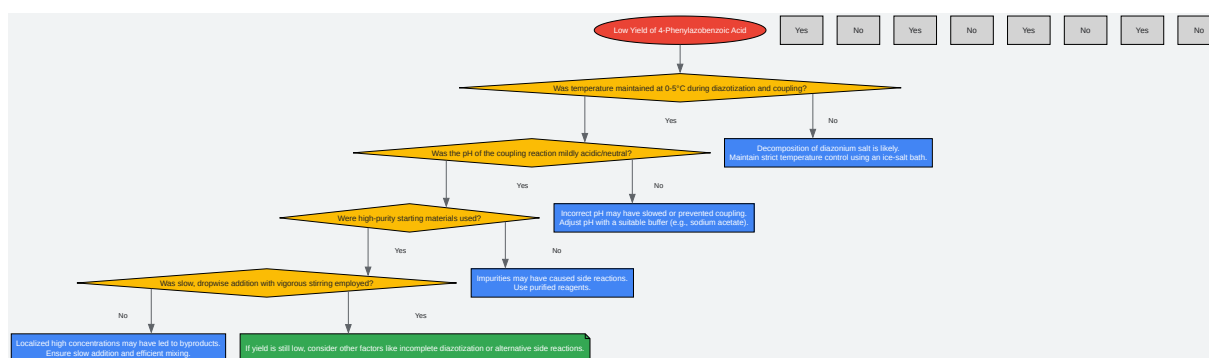 Low Yield of 4-Phenylazobenzoic Acid
Yes
No
Yes
No
Yes
No
Yes
No
Was temperature maintained at 0-5°C during diazotization and coupling?
Yes
No
Was the pH of the coupling reaction mildly acidic/neutral?
Decomposition of diazonium salt is likely.
Maintain strict temperature control using an ice-salt bath.
Yes
No
Were high-purity starting materials used?
Incorrect pH may have slowed or prevented coupling.
Adjust pH with a suitable buffer (e.g., sodium acetate).
Yes
No
Was slow, dropwise addition with vigorous stirring employed?
Impurities may have caused side reactions.
Use purified reagents.
No
Yes
Localized high concentrations may have led to byproducts.
Ensure slow addition and efficient mixing.
If yield is still low, consider other factors like incomplete diazotization or alternative side reactions.